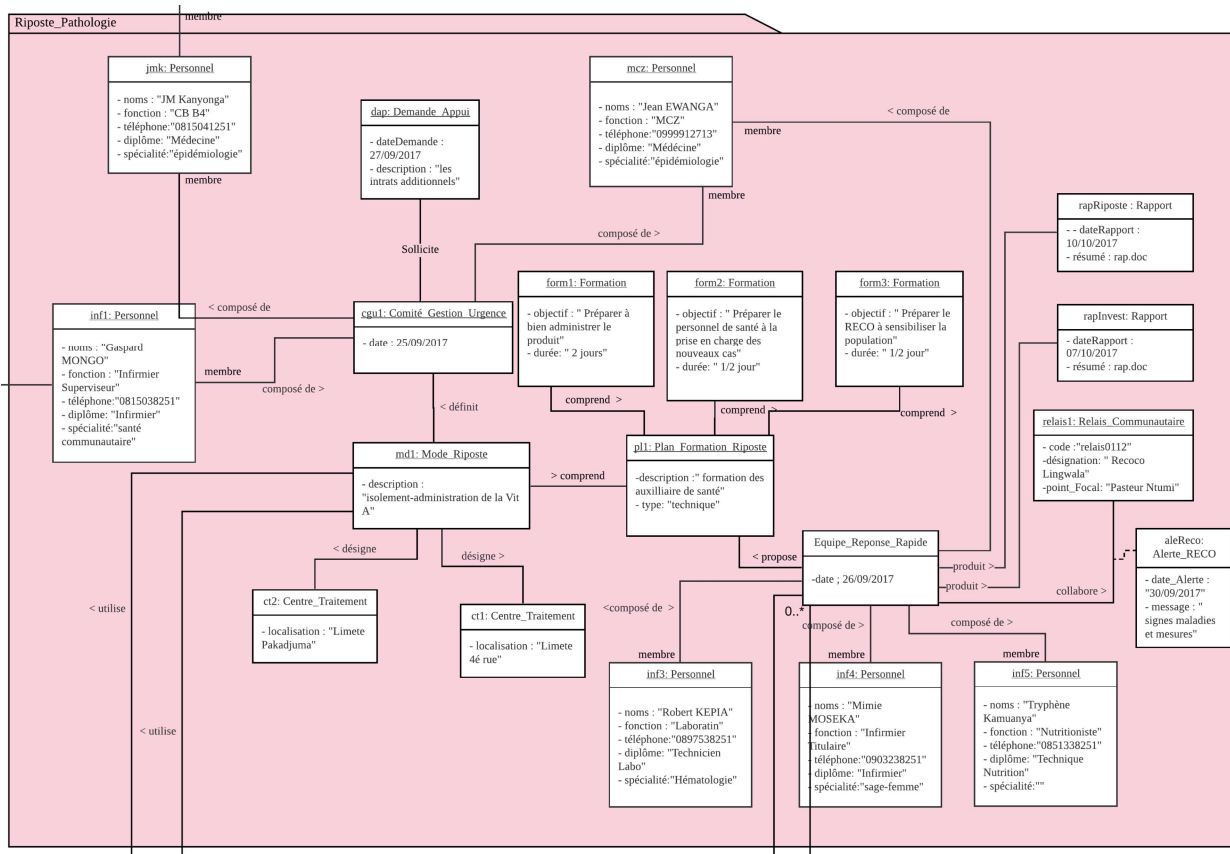 membre
Riposte_Pathologie
jmk: Personnel
- noms : "JM Kanyonga"
- fonction : "CB B4"
- téléphone:"0815041251"
- diplôme: "Médecine"
- spécialité:"épidémiologie"
membre
dap: Demande_Appui
- dateDemande :
27/09/2017
- description : "les
intrats additionnels"
Sollicite
mcz: Personnel
- noms : "Jean EWANGA"
- fonction : "MCZ"
- téléphone:"0999912713"
- diplôme: "Médécine"
- spécialité:"épidémiologie"
membre
< composé de
membre
composé de >
rapRiposte : Rapport
- - dateRapport :
10/10/2017
- résumé : rap.doc
rapInvest: Rapport
- dateRapport :
07/10/2017
- résumé : rap.doc
< composé de
inf1: Personnel
- noms : "Gaspard
MONGO"
- fonction : "Infirmier
Superviseur"
- téléphone:"0815038251"
- diplôme: "Infirmier"
- spécialité:"santé
communautaire"
membre
composé de >
cgu1: Comité_Gestion_Urgence
- date : 25/09/2017
< définit
form1: Formation
- objectif : " Préparer à
bien administrer le
produit"
- durée: " 2 jours"
comprend >
form2: Formation
- objectif : " Préparer le
personnel de santé à la
prise en charge des
nouveaux cas"
- durée: " 1/2 jour"
comprend >
form3: Formation
- objectif : " Préparer le
RECO à sensibiliser la
population"
- durée: " 1/2 jour"
comprend >
relais1: Relais_Communautaire
- code :"relais0112"
-désignation: " Recoco
Lingwala"
-point_Focal: "Pasteur Ntumi"
md1: Mode_Riposte
- description :
"isolement-administration de la Vit
A"
> comprend
pl1: Plan_Formation_Riposte
-description :" formation des
auxilliaire de santé"
- type: "technique"
< propose
Equipe_Reponse_Rapide
-date ; 26/09/2017
produit >
produit >
collabore >
aleReco:
Alerte_RECO
- date_Alerte :
"30/09/2017"
- message : "
signes maladies
et mesures"
< désigne
désigne >
< utilise
ct2: Centre_Traitement
- localisation : "Limete
Pakadjuma"
ct1: Centre_Traitement
- localisation : "Limete
4é rue"
<composé de >
0..*
composé de >
composé de >
membre
membre
membre
inf3: Personnel
- noms : "Robert KEPIA"
- fonction : "Laboratin"
- téléphone:"0897538251"
- diplôme: "Technicien
Labo"
- spécialité:"Hématologie"
inf4: Personnel
- noms : "Mimie
MOSEKA"
- fonction : "Infirmier
Titulaire"
- téléphone:"0903238251"
- diplôme: "Infirmier"
- spécialité:"sage-femme"
inf5: Personnel
- noms : "Tryphène
Kamuanya"
- fonction : "Nutritioniste"
- téléphone:"0851338251"
- diplôme: "Technique
Nutrition"
- spécialité:""
< utilise